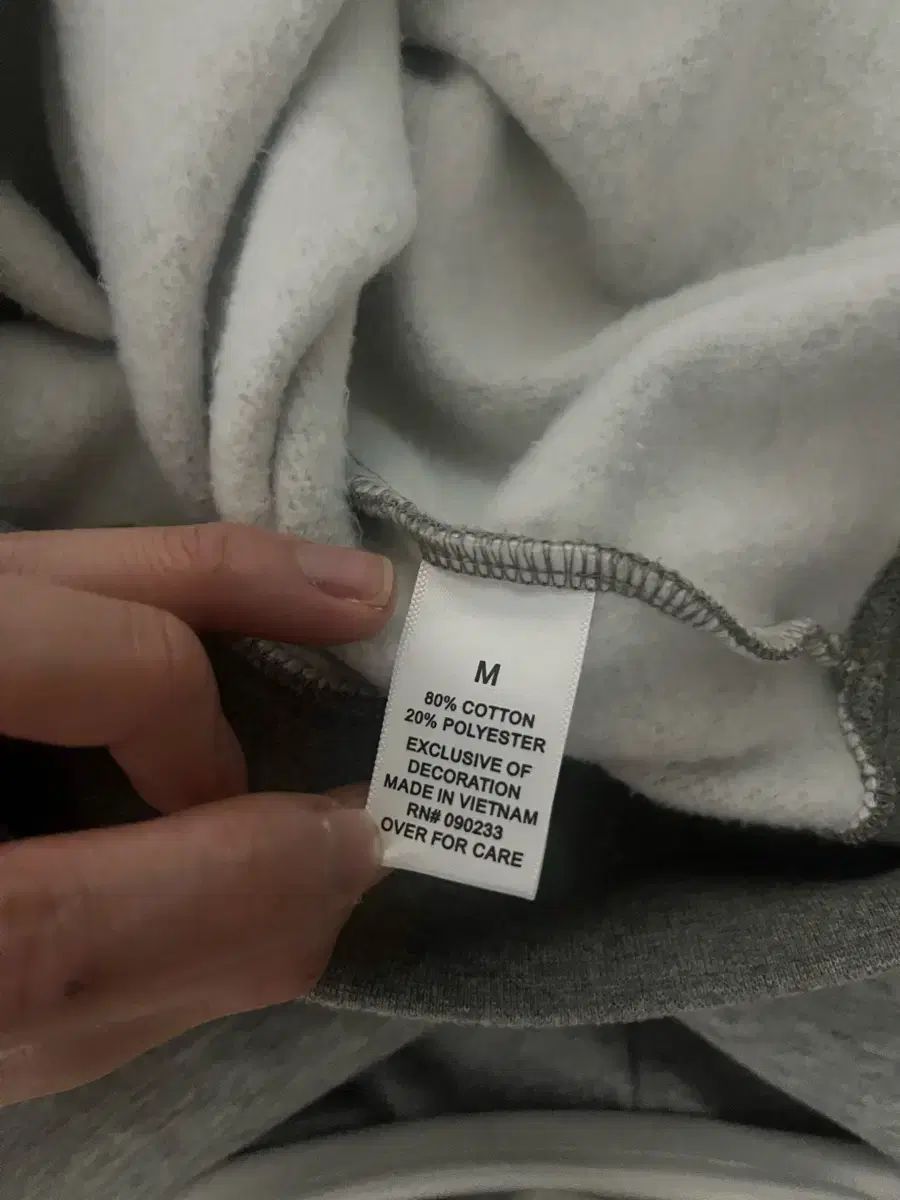 M
80% COTTON
20% POLYESTER
EXCLUSIVE OF
DECORATION
MADE IN VIETNAM
RN# 090233
OVER FOR CARE